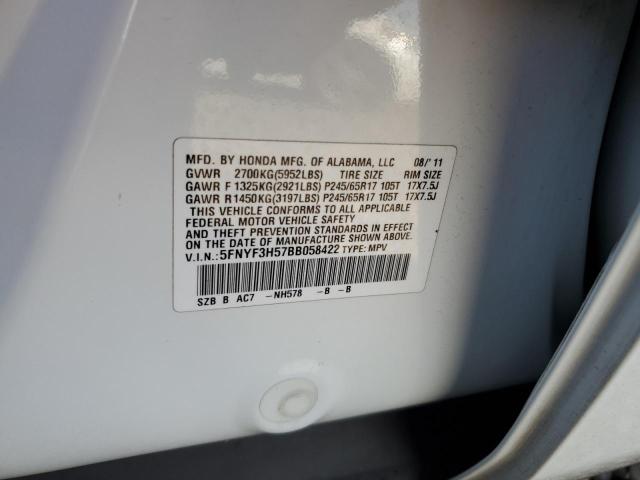 MFD. BY HONDA MFG. OF ALABAMA, LLC 08/'11
GVWR 2700KG(5952LBS) TIRE SIZE RIM SIZE
GAWR F 1325KG(2921LBS) P245/65R17 105T 17X7.5J
GAWR R1450KG(3197LBS) P245/65R17 105T 17X7.5J
THIS VEHICLE CONFORMS TO ALL APPLICABLE
FEDERAL MOTOR VEHICLE SAFETY
AND THEFT PREVENTION STANDARDS IN
EFFECT ON THE DATE OF MANUFACTURE SHOWN ABOVE.
V.I.N.:5FNYF3H57BB058422 TYPE: MPV
SZB B AC7 -NH578 -B -B